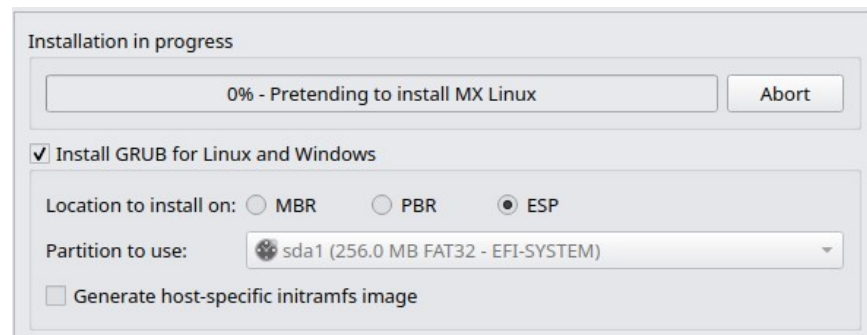 Installation in progress
0% - Pretending to install MX Linux Abort
Install GRUB for Linux and Windows
Location to install on: MBR PBR ESP
Partition to use: sda1 (256.0 MB FAT32 - EFI-SYSTEM)
Generate host-specific initramfs image